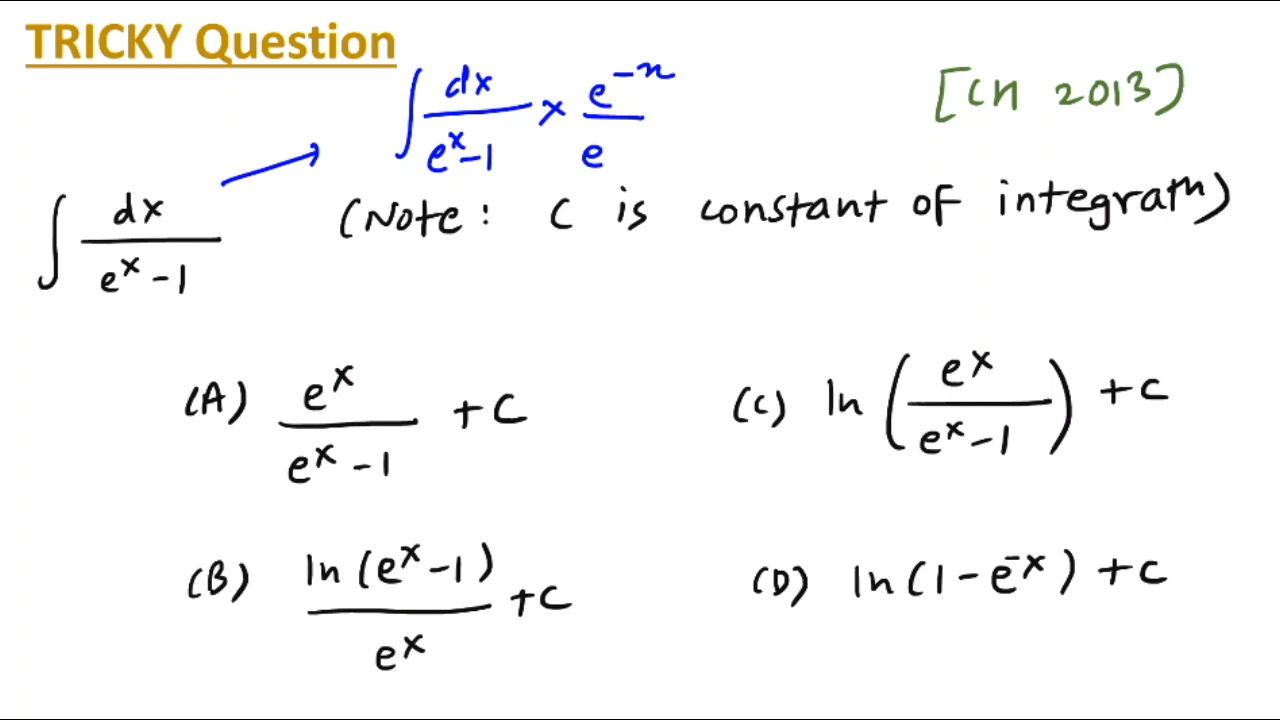 TRICKY Question
∫ dx/(e^x-1) × e^-x/e
[CH 2013]
∫ dx/(e^x-1) (Note: C is constant of integratn)
(A) e^x/(e^x-1) +C
(C) ln(e^x/(e^x-1)) +C
(B) ln(e^x-1)/e^x +C
(D) ln(1-e^-x) +C